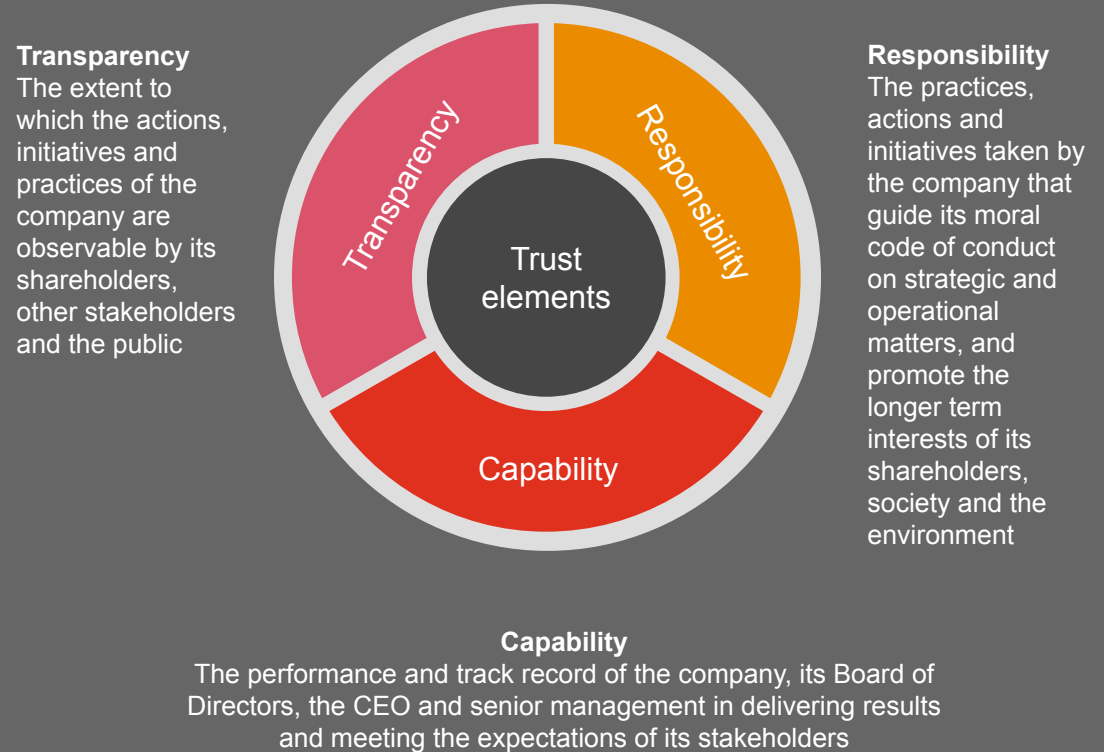 Transparency
The extent to
which the actions,
initiatives and
practices of the
company are
observable by its
shareholders,
other stakeholders
and the public
Transparency
Responsibility
Trust
elements
Capability
Responsibility
The practices,
actions and
initiatives taken by
the company that
guide its moral
code of conduct
on strategic and
operational
matters, and
promote the
longer term
interests of its
shareholders,
society and the
environment
Capability
The performance and track record of the company, its Board of
Directors, the CEO and senior management in delivering results
and meeting the expectations of its stakeholders